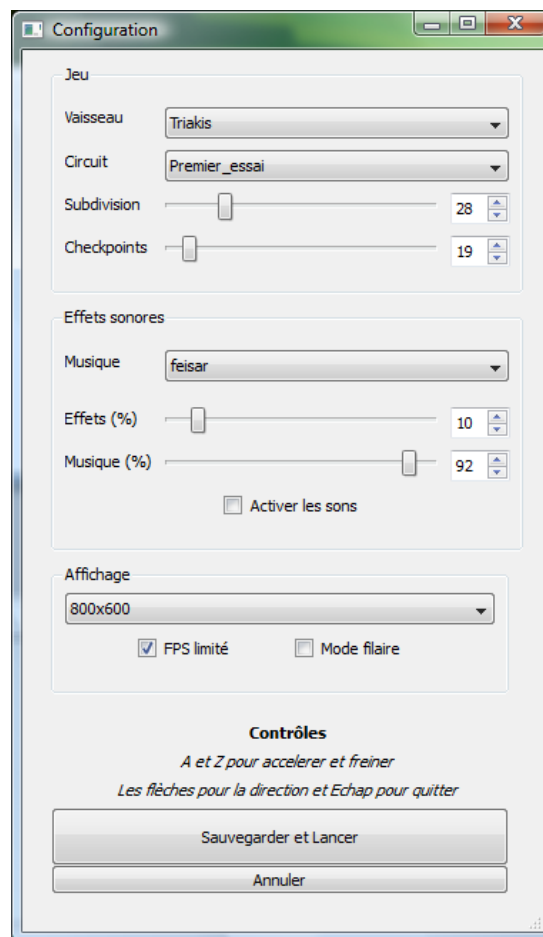 Configuration
Jeu
Vaisseau Triakis
Circuit Premier_essai
Subdivision 28
Checkpoints 19
Effets sonores
Musique feisar
Effets (%) 10
Musique (%) 92
Activer les sons
Affichage
800x600
FPS limité Mode filaire
Contrôles
A et Z pour accelerer et freiner
Les flèches pour la direction et Echap pour quitter
Sauvegarder et Lancer
Annuler